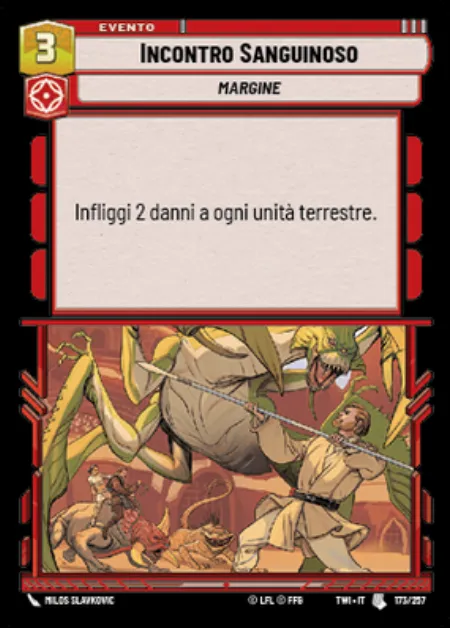 EVENTO
3
INCONTRO SANGUINOSO
MARGINE
Infliggi 2 danni a ogni unità terrestre.
MILOS SLAVKOVIC
© LFL © FFG
TWI • IT
173/257